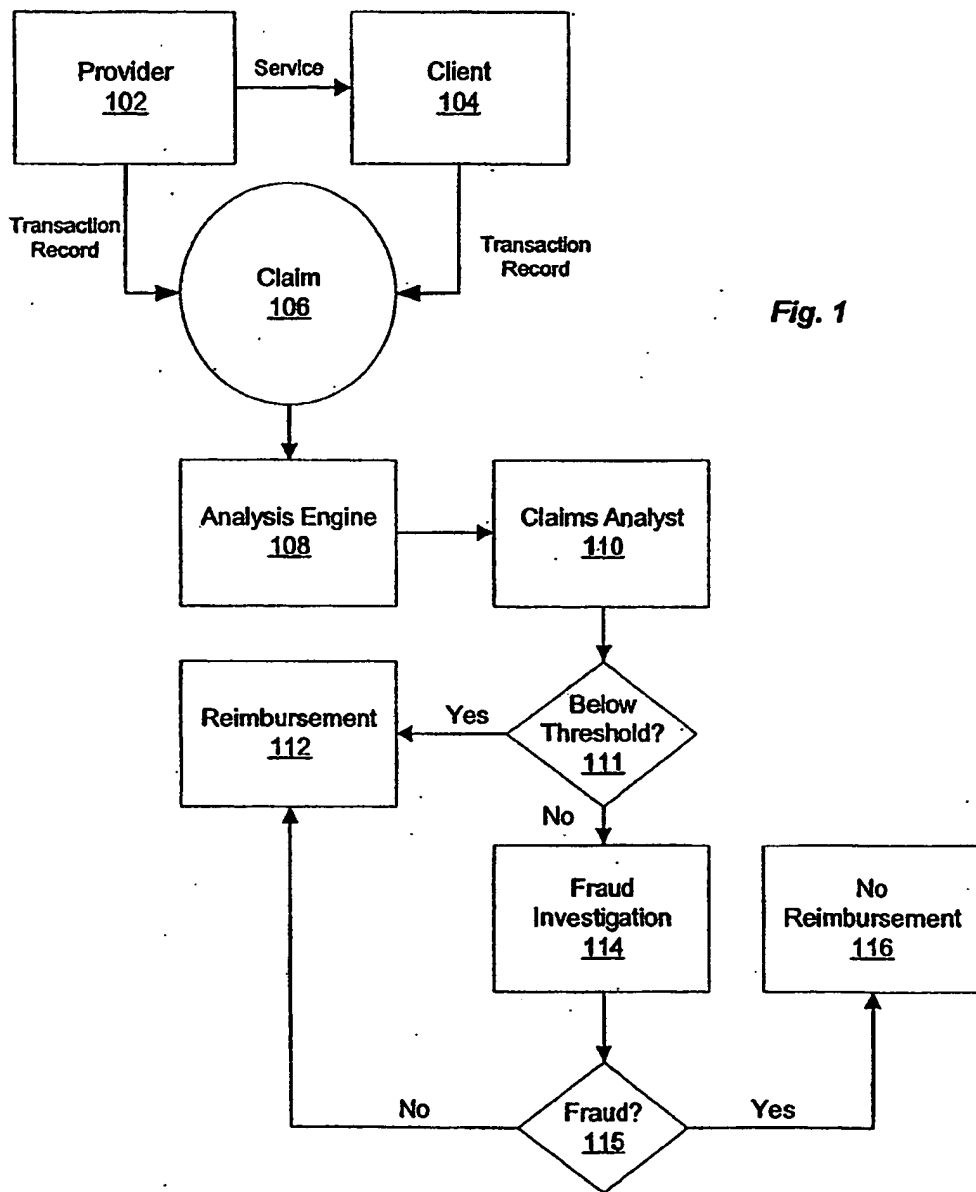 Provider
102
Service
Client
104
Transaction
Record
Claim
106
Transaction
Record
Fig. 1
Analysis Engine
108
Claims Analyst
110
Reimbursement
112
Yes
Below
Threshold?
111
No
Fraud
Investigation
114
No
Reimbursement
116
No
Fraud?
115
Yes